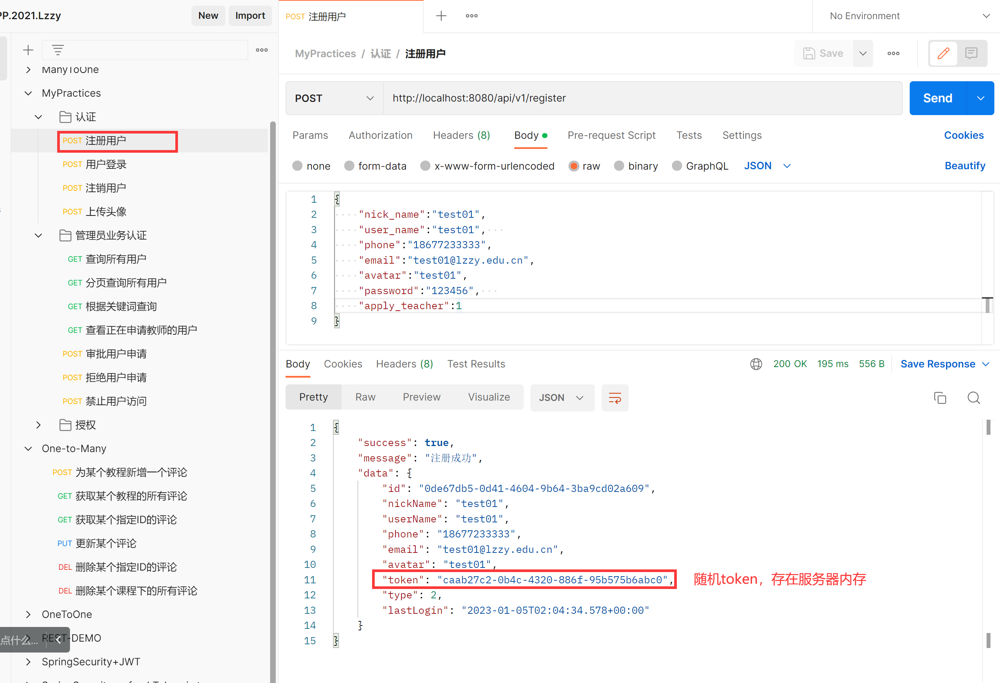 PP.2021.Lzzy
New
Import
POST 注册用户
No Environment
ManyToOne
MyPractices
认证
POST 注册用户
POST 用户登录
POST 注销用户
POST 上传头像
管理员业务认证
GET 查询所有用户
GET 分页查询所有用户
GET 根据关键词查询
GET 查看正在申请教师的用户
POST 审批用户申请
POST 拒绝用户申请
POST 禁止用户访问
授权
One-to-Many
POST 为某个教程新增一个评论
GET 获取某个教程的所有评论
GET 获取某个指定ID的评论
PUT 更新某个评论
DEL 删除某个指定ID的评论
DEL 删除某个课程下的所有评论
OneToOne
REST-DEMO
点什么...
SpringSecurity+JWT
MyPractices / 认证 / 注册用户
Save
POST
http://localhost:8080/api/v1/register
Send
Params
Authorization
Headers (8)
Body
Pre-request Script
Tests
Settings
Cookies
none
form-data
x-www-form-urlencoded
raw
binary
GraphQL
JSON
Beautify
1 {
2 "nick_name":"test01",
3 "user_name":"test01",
4 "phone":"18677233333",
5 "email":"test01@lzzy.edu.cn",
6 "avatar":"test01",
7 "password":"123456",
8 "apply_teacher":1
9 }
Body
Cookies
Headers (8)
Test Results
200 OK
195 ms
556 B
Save Response
Pretty
Raw
Preview
Visualize
JSON
1 {
2 "success": true,
3 "message": "注册成功",
4 "data": {
5 "id": "0de67db5-0d41-4604-9b64-3ba9cd02a609",
6 "nickName": "test01",
7 "userName": "test01",
8 "phone": "18677233333",
9 "email": "test01@lzzy.edu.cn",
10 "avatar": "test01",
11 "token": "caab27c2-0b4c-4320-886f-95b575b6abc0",
随机token，存在服务器内存
12 "type": 2,
13 "lastLogin": "2023-01-05T02:04:34.578+00:00"
14 }
15 }